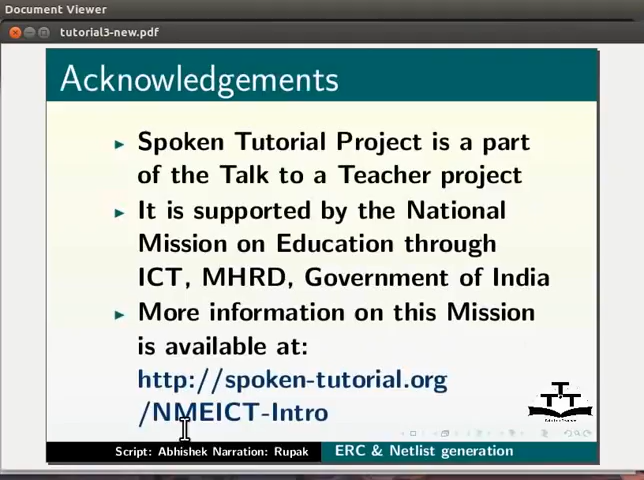 Document Viewer
tutorial3-new.pdf
Acknowledgements
Spoken Tutorial Project is a part
of the Talk to a Teacher project
It is supported by the National
Mission on Education through
ICT, MHRD, Government of India
More information on this Mission
is available at:
http://spoken-tutorial.org
/NMEICT-Intro
Script: Abhishek Narration: Rupak
ERC & Netlist generation